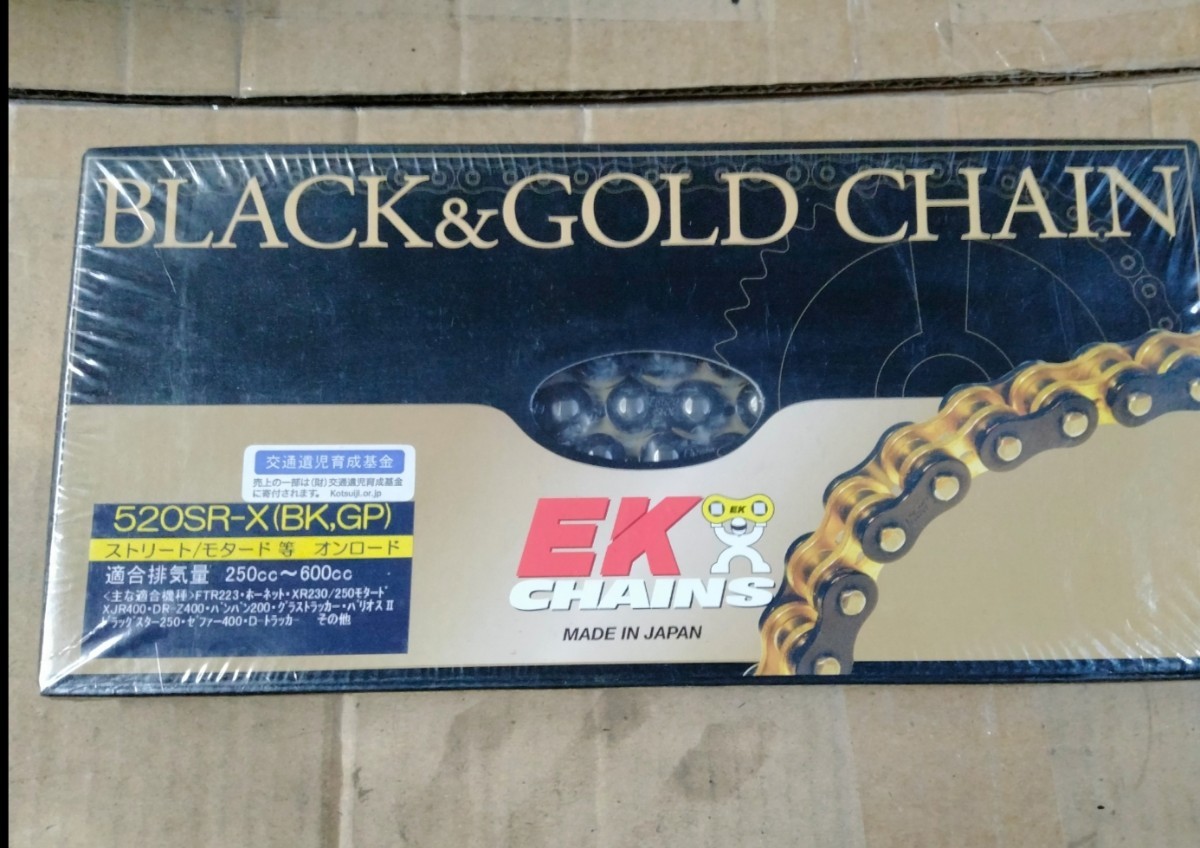 BLACK&GOLD CHAIN
交通遺児育成基金
売上の一部は(財)交通遺児育成基金
に寄付されます。 Kotsuiji.or.jp
520SR-X(BK,GP)
ストリート/モタード 等 オンロード
適合排気量 250cc～600cc
<主な適合機種>FTR223・ホーネット・XR230/250モタード
XJR400・DR-Z400・バンバン200・グラストラッカー・バリオスⅡ
ドラッグスター250・ゼファー400・D-トラッカー その他
EK
EK
CHAINS
MADE IN JAPAN